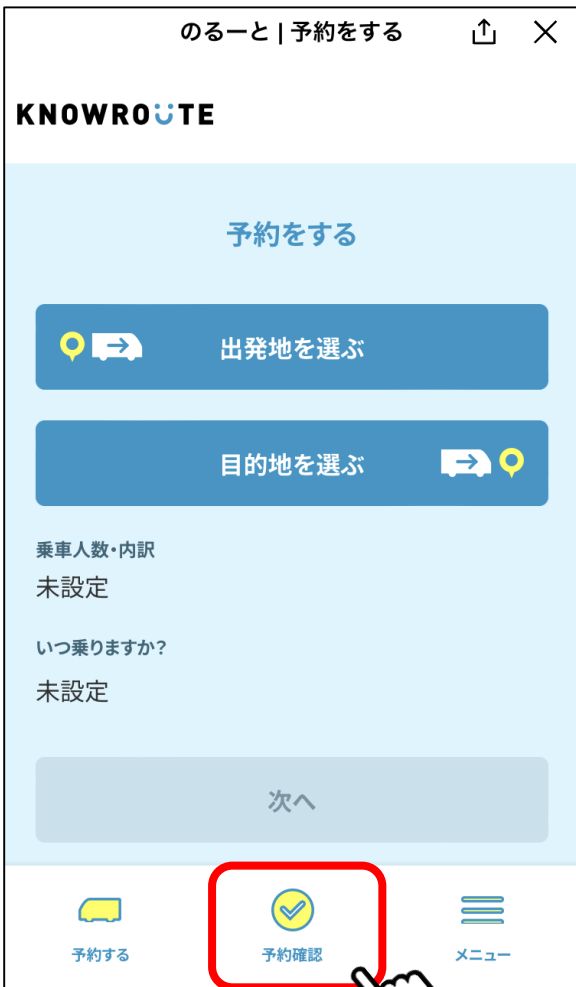 のるーと | 予約をする
KNOWROUTE
予約をする
出発地を選ぶ
目的地を選ぶ
乗車人数・内訳
未設定
いつ乗りますか?
未設定
次へ
予約する
予約確認
メニュー